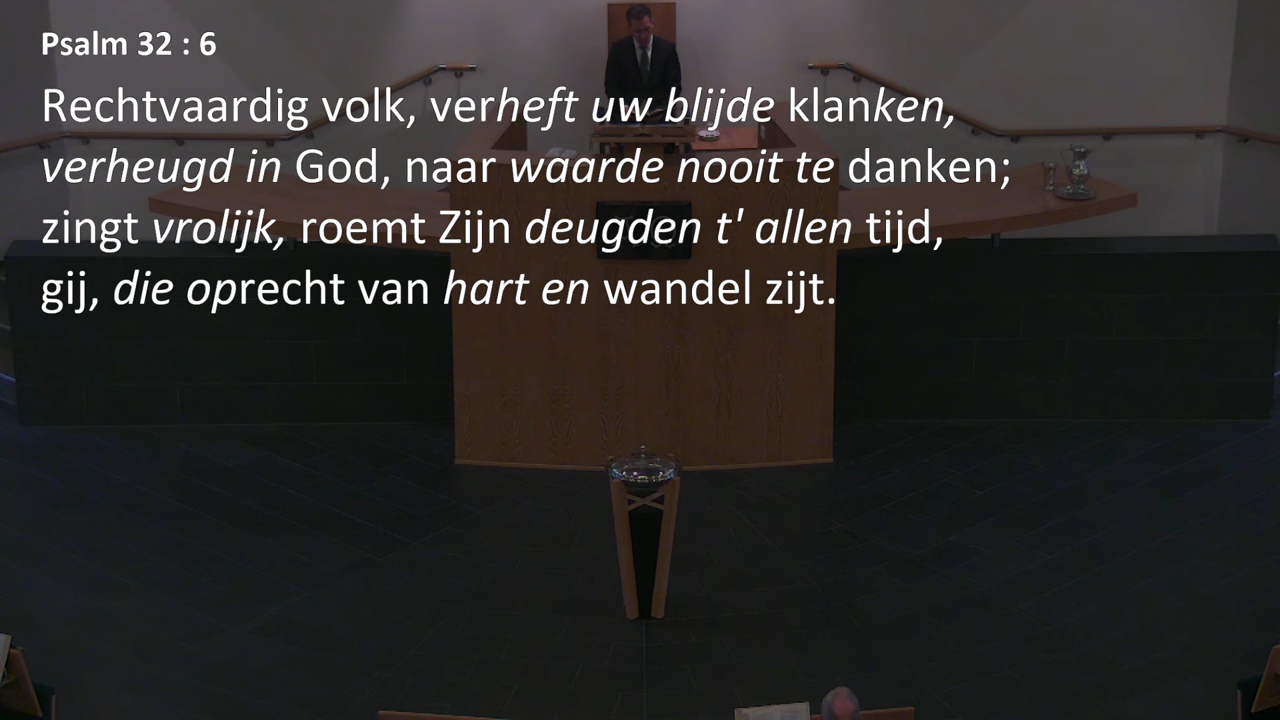 Psalm 32 : 6
Rechtvaardig volk, verheft uw blijde klanken,
verheugd in God, naar waarde nooit te danken;
zingt vrolijk, roemt Zijn deugden t' allen tijd,
gij, die oprecht van hart en wandel zijt.